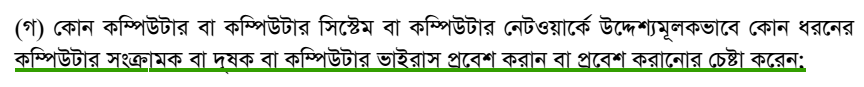 (গ) কোন কম্পিউটার বা কম্পিউটার সিস্টেম বা কম্পিউটার নেটওয়ার্কে উদ্দেশ্যমূলকভাবে কোন ধরনের
কম্পিউটার সংক্রামক বা দূষক বা কম্পিউটার ভাইরাস প্রবেশ করান বা প্রবেশ করানোর চেষ্টা করেন;